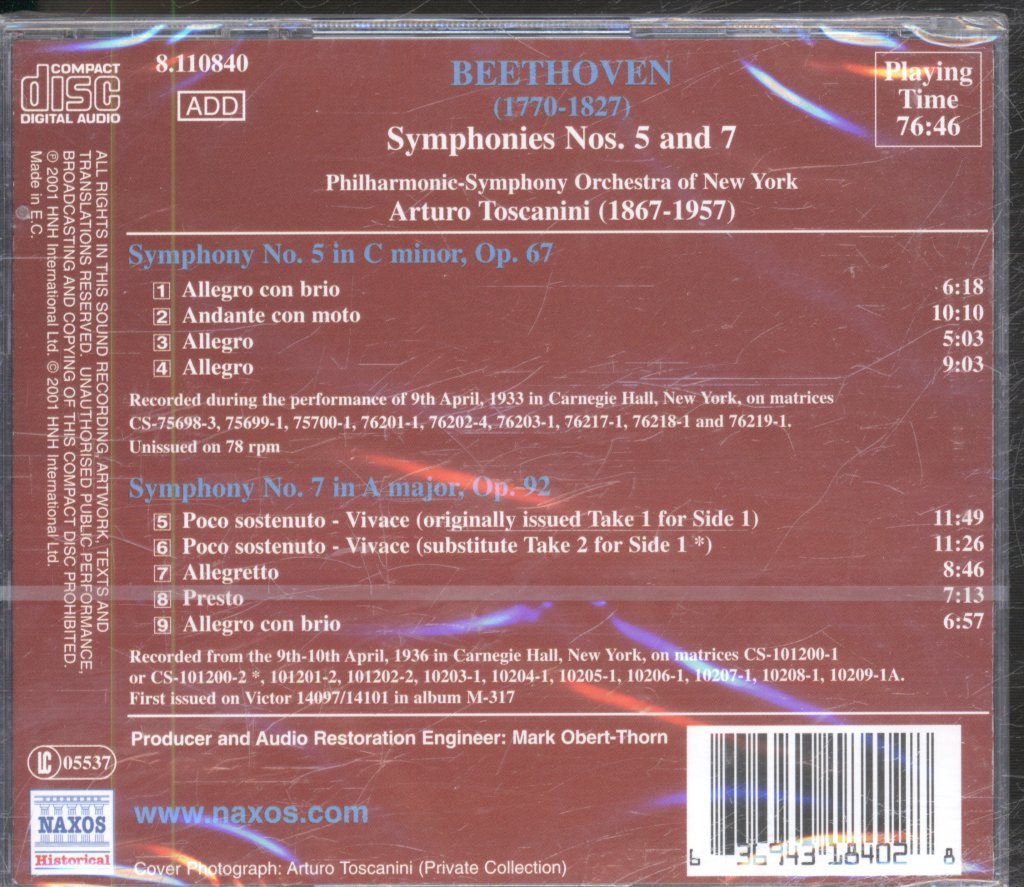 COMPACT
disc
DIGITAL AUDIO
8.110840
ADD
BEETHOVEN
(1770-1827)
Symphonies Nos. 5 and 7
Philharmonic-Symphony Orchestra of New York
Arturo Toscanini (1867-1957)
Playing
Time
76:46
Symphony No. 5 in C minor, Op. 67
1 Allegro con brio 6:18
2 Andante con moto 10:10
3 Allegro 5:03
4 Allegro 9:03
Recorded during the performance of 9th April, 1933 in Carnegie Hall, New York, on matrices
CS-75698-3, 75699-1, 75700-1, 76201-1, 76202-4, 76203-1, 76217-1, 76218-1 and 76219-1.
Unissued on 78 rpm
Symphony No. 7 in A major, Op. 92
5 Poco sostenuto - Vivace (originally issued Take 1 for Side 1) 11:49
6 Poco sostenuto - Vivace (substitute Take 2 for Side 1 *) 11:26
7 Allegretto 8:46
8 Presto 7:13
9 Allegro con brio 6:57
Recorded from the 9th-10th April, 1936 in Carnegie Hall, New York, on matrices CS-101200-1
or CS-101200-2 *, 101201-2, 101202-2, 10203-1, 10204-1, 10205-1, 10206-1, 10207-1, 10208-1, 10209-1A.
First issued on Victor 14097/14101 in album M-317
Producer and Audio Restoration Engineer: Mark Obert-Thorn
www.naxos.com
Cover Photograph: Arturo Toscanini (Private Collection)
ALL RIGHTS IN THIS SOUND RECORDING, ARTWORK, TEXTS AND
TRANSLATIONS RESERVED. UNAUTHORISED PUBLIC PERFORMANCE,
BROADCASTING AND COPYING OF THIS COMPACT DISC PROHIBITED.
℗ 2001 HNH International Ltd. © 2001 HNH International Ltd.
Made in E.C.
LC 05537
NAXOS
Historical
6 36943 18402 8